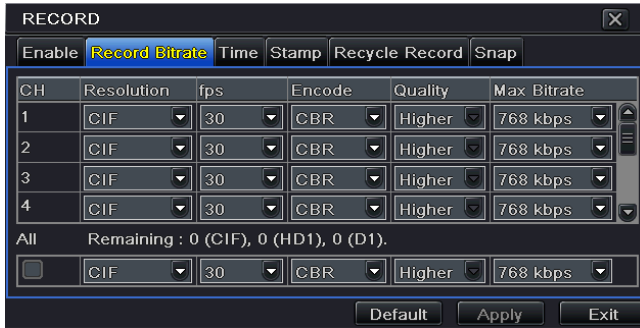 RECORD
Enable Record Bitrate Time Stamp Recycle Record Snap
CH Resolution fps Encode Quality Max Bitrate
1 CIF 30 CBR Higher 768 kbps
2 CIF 30 CBR Higher 768 kbps
3 CIF 30 CBR Higher 768 kbps
4 CIF 30 CBR Higher 768 kbps
All Remaining : 0 (CIF), 0 (HD1), 0 (D1).
CIF 30 CBR Higher 768 kbps
Default Apply Exit